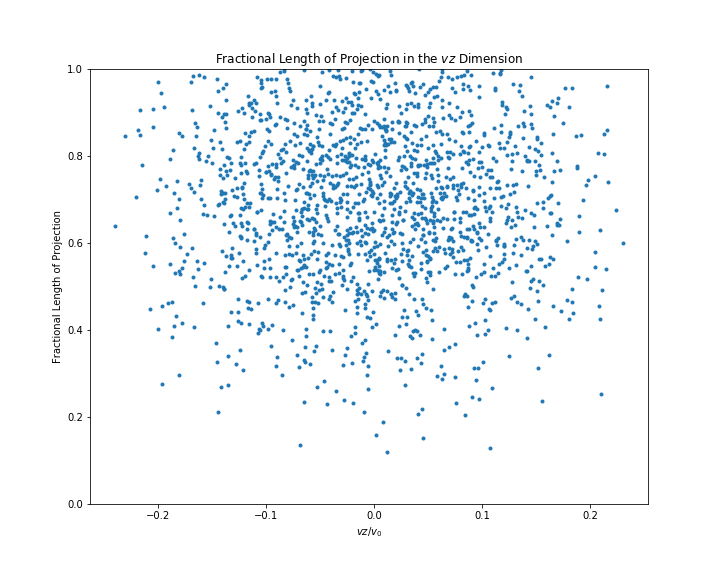 Fractional Length of Projection in the vz Dimension
1.0
0.8
0.6
0.4
0.2
0.0
Fractional Length of Projection
−0.2 −0.1 0.0 0.1 0.2
vz/v₀